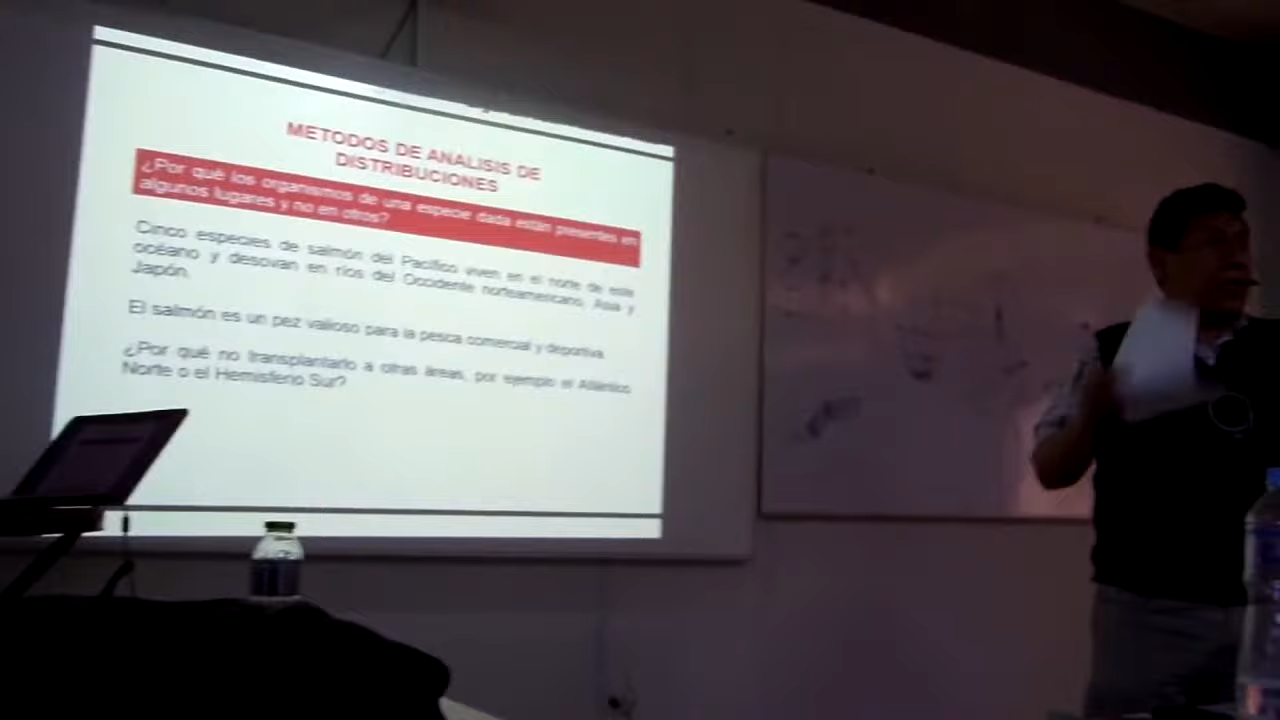 METODOS DE ANALISIS DE
DISTRIBUCIONES
¿Por qué los organismos de una especie dada están presentes en
algunos lugares y no en otros?
Cinco especies de salmón del Pacífico viven en el norte de este
océano y desovan en ríos del Occidente norteamericano, Asia y
Japón.
El salmón es un pez valioso para la pesca comercial y deportiva.
¿Por qué no transplantarlo a otras áreas, por ejemplo el Atlántico
Norte o el Hemisferio Sur?